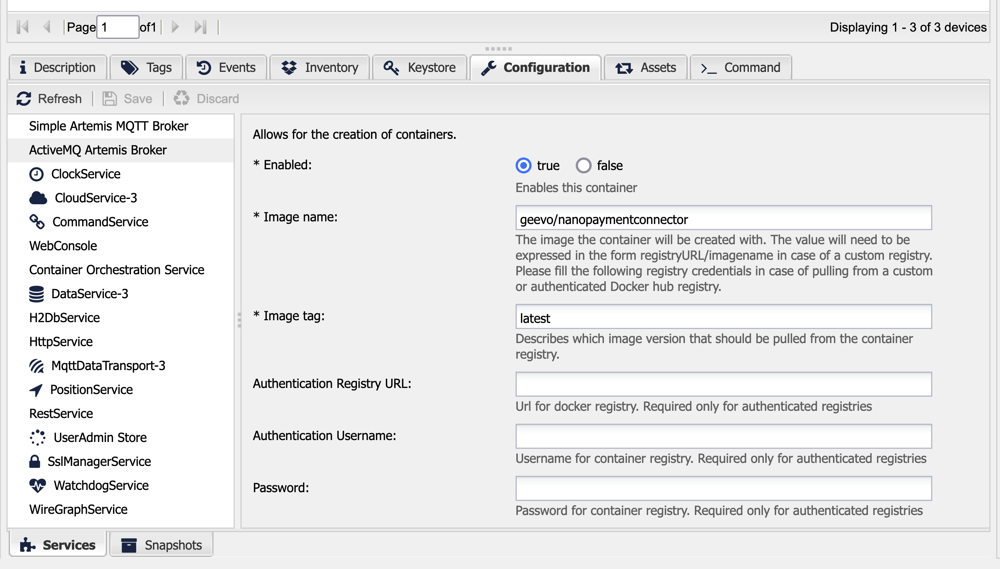 Page 1 of1 Displaying 1 - 3 of 3 devices
Description Tags Events Inventory Keystore Configuration Assets Command
Refresh Save Discard
Simple Artemis MQTT Broker
ActiveMQ Artemis Broker
ClockService
CloudService-3
CommandService
WebConsole
Container Orchestration Service
DataService-3
H2DbService
HttpService
MqttDataTransport-3
PositionService
RestService
UserAdmin Store
SslManagerService
WatchdogService
WireGraphService
Allows for the creation of containers.
* Enabled: true false
Enables this container
* Image name: geevo/nanopaymentconnector
The image the container will be created with. The value will need to be
expressed in the form registryURL/imagename in case of a custom registry.
Please fill the following registry credentials in case of pulling from a custom
or authenticated Docker hub registry.
* Image tag: latest
Describes which image version that should be pulled from the container
registry.
Authentication Registry URL:
Url for docker registry. Required only for authenticated registries
Authentication Username:
Username for container registry. Required only for authenticated registries
Password:
Password for container registry. Required only for authenticated registries
Services Snapshots